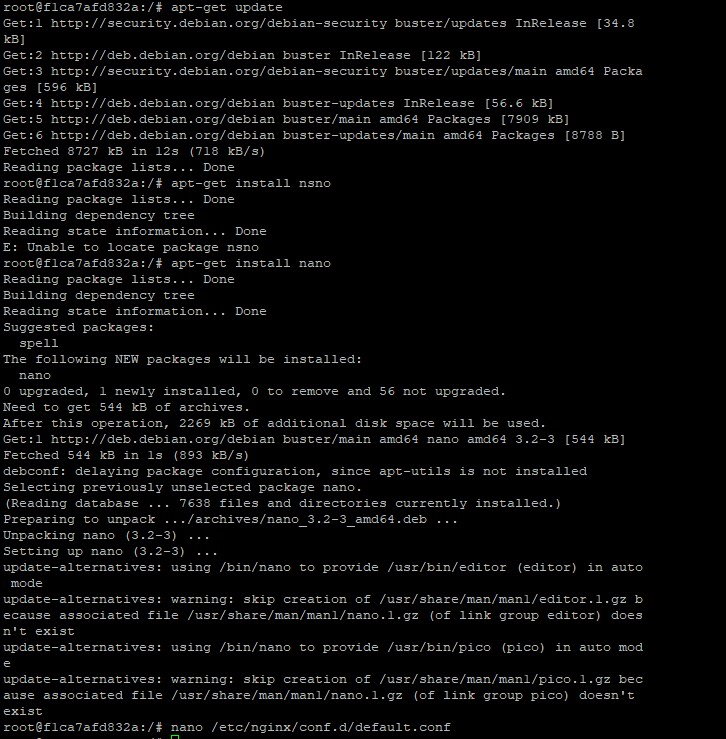 root@f1ca7afd832a:/# apt-get update
Get:1 http://security.debian.org/debian-security buster/updates InRelease [34.8
kB]
Get:2 http://deb.debian.org/debian buster InRelease [122 kB]
Get:3 http://security.debian.org/debian-security buster/updates/main amd64 Packa
ges [596 kB]
Get:4 http://deb.debian.org/debian buster-updates InRelease [56.6 kB]
Get:5 http://deb.debian.org/debian buster/main amd64 Packages [7909 kB]
Get:6 http://deb.debian.org/debian buster-updates/main amd64 Packages [8788 B]
Fetched 8727 kB in 12s (718 kB/s)
Reading package lists... Done
root@f1ca7afd832a:/# apt-get install nsno
Reading package lists... Done
Building dependency tree
Reading state information... Done
E: Unable to locate package nsno
root@f1ca7afd832a:/# apt-get install nano
Reading package lists... Done
Building dependency tree
Reading state information... Done
Suggested packages:
  spell
The following NEW packages will be installed:
  nano
0 upgraded, 1 newly installed, 0 to remove and 56 not upgraded.
Need to get 544 kB of archives.
After this operation, 2269 kB of additional disk space will be used.
Get:1 http://deb.debian.org/debian buster/main amd64 nano amd64 3.2-3 [544 kB]
Fetched 544 kB in 1s (893 kB/s)
debconf: delaying package configuration, since apt-utils is not installed
Selecting previously unselected package nano.
(Reading database ... 7638 files and directories currently installed.)
Preparing to unpack .../archives/nano_3.2-3_amd64.deb ...
Unpacking nano (3.2-3) ...
Setting up nano (3.2-3) ...
update-alternatives: using /bin/nano to provide /usr/bin/editor (editor) in auto
 mode
update-alternatives: warning: skip creation of /usr/share/man/man1/editor.1.gz b
ecause associated file /usr/share/man/man1/nano.1.gz (of link group editor) does
n't exist
update-alternatives: using /bin/nano to provide /usr/bin/pico (pico) in auto mod
e
update-alternatives: warning: skip creation of /usr/share/man/man1/pico.1.gz bec
ause associated file /usr/share/man/man1/nano.1.gz (of link group pico) doesn't
exist
root@f1ca7afd832a:/# nano /etc/nginx/conf.d/default.conf
root@f1ca7afd832a:/#